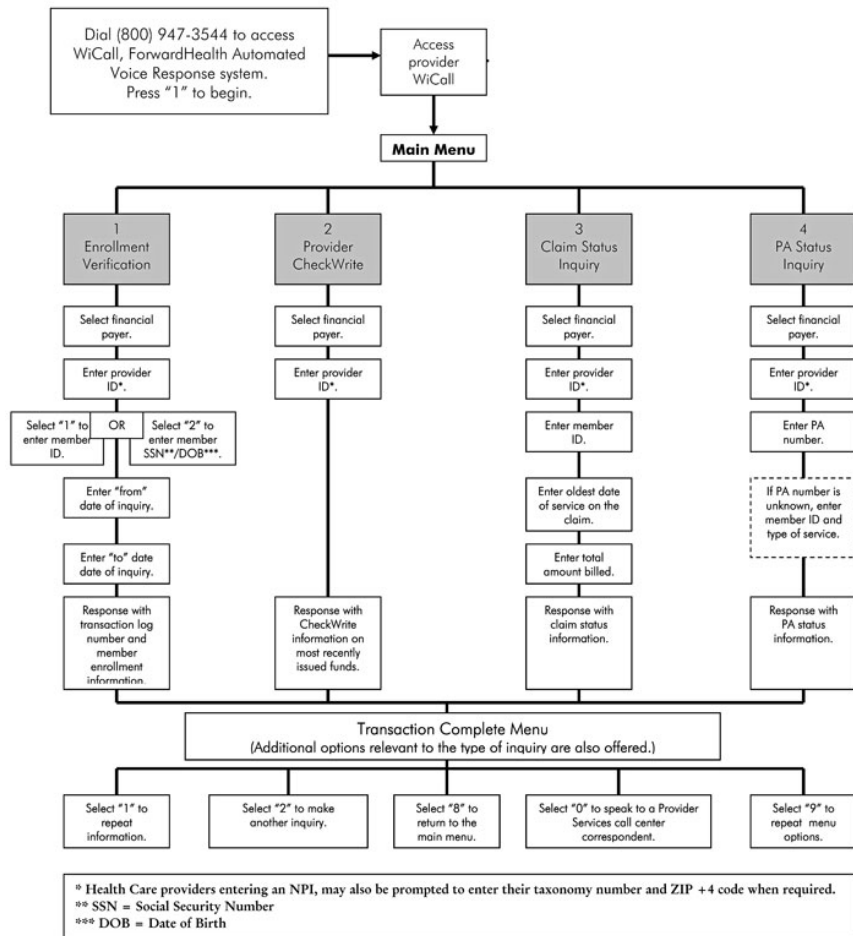 Dial (800) 947-3544 to access
WiCall, ForwardHealth Automated
Voice Response system.
Press “1” to begin.
Access
provider
WiCall
Main Menu
1
Enrollment
Verification
2
Provider
CheckWrite
3
Claim Status
Inquiry
4
PA Status
Inquiry
Select financial
payer.
Select financial
payer.
Select financial
payer.
Select financial
payer.
Enter provider
ID*.
Enter provider
ID*.
Enter provider
ID*.
Enter provider
ID*.
Select “1” to
enter member
ID.
OR
Select “2” to
enter member
SSN**/DOB***.
Enter member
ID.
Enter PA
number.
Enter “from”
date of inquiry.
Enter oldest date
of service on the
claim.
If PA number is
unknown, enter
member ID and
type of service.
Enter “to” date
date of inquiry.
Enter total
amount billed.
Response with
transaction log
number and
member
enrollment
information.
Response with
CheckWrite
information on
most recently
issued funds.
Response with
claim status
information.
Response with
PA status
information.
Transaction Complete Menu
(Additional options relevant to the type of inquiry are also offered.)
Select “1” to
repeat
information.
Select “2” to make
another inquiry.
Select “8” to
return to the
main menu.
Select “0” to speak to a Provider
Services call center
correspondent.
Select “9” to
repeat menu
options.
* Health Care providers entering an NPI, may also be prompted to enter their taxonomy number and ZIP +4 code when required.
** SSN = Social Security Number
*** DOB = Date of Birth